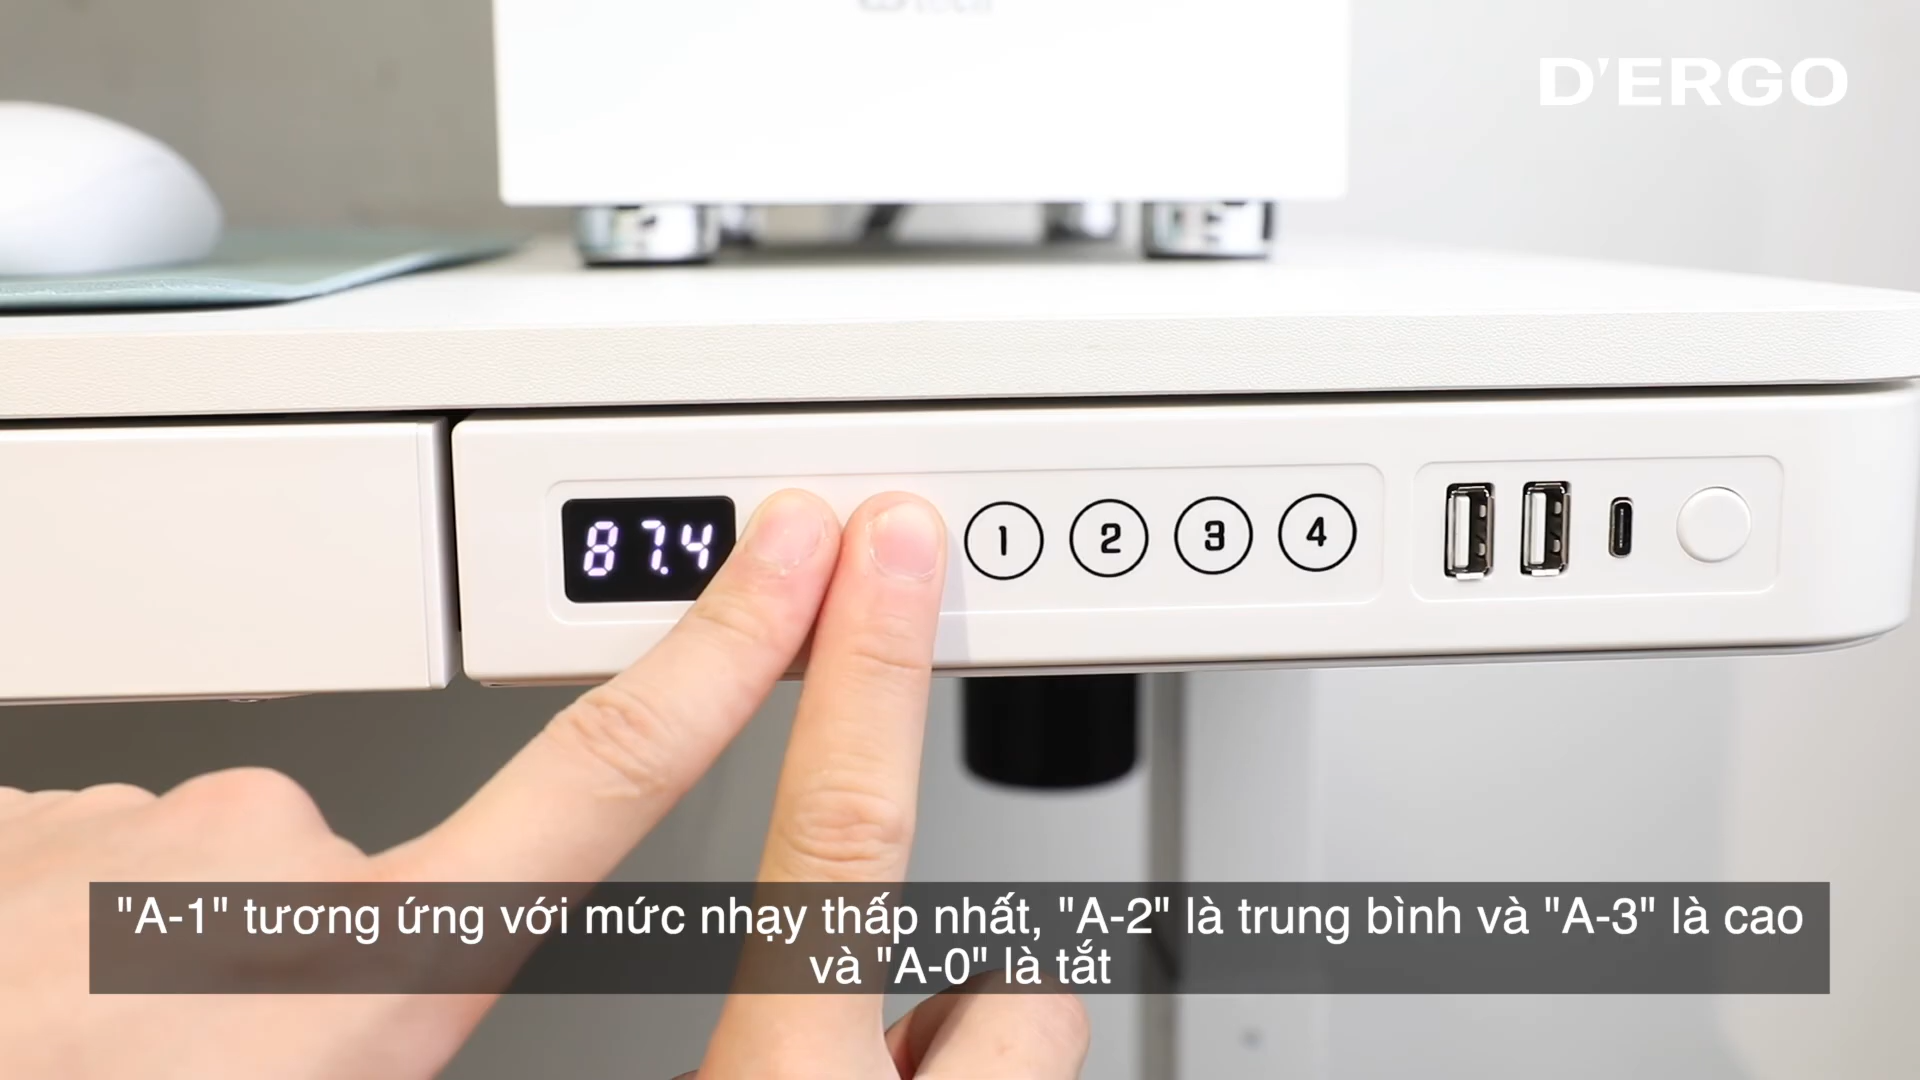 D'ERGO
87.4
1 2 3 4
"A-1" tương ứng với mức nhạy thấp nhất, "A-2" là trung bình và "A-3" là cao
và "A-0" là tắt